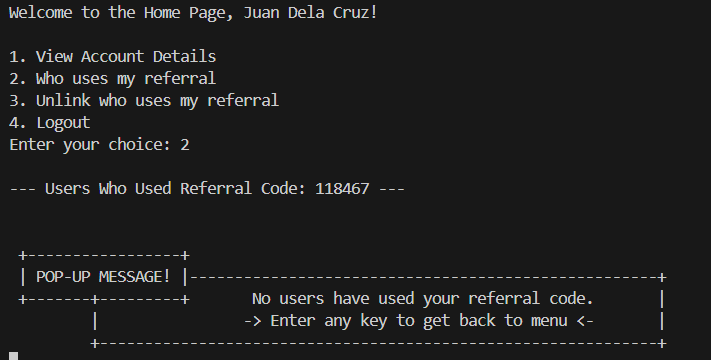 Welcome to the Home Page, Juan Dela Cruz!
1. View Account Details
2. Who uses my referral
3. Unlink who uses my referral
4. Logout
Enter your choice: 2
--- Users Who Used Referral Code: 118467 ---
+-----------------+
| POP-UP MESSAGE! |----------------------------------------------------+
+-------+---------+       No users have used your referral code.       |
        |                -> Enter any key to get back to menu <-       |
        +--------------------------------------------------------------+